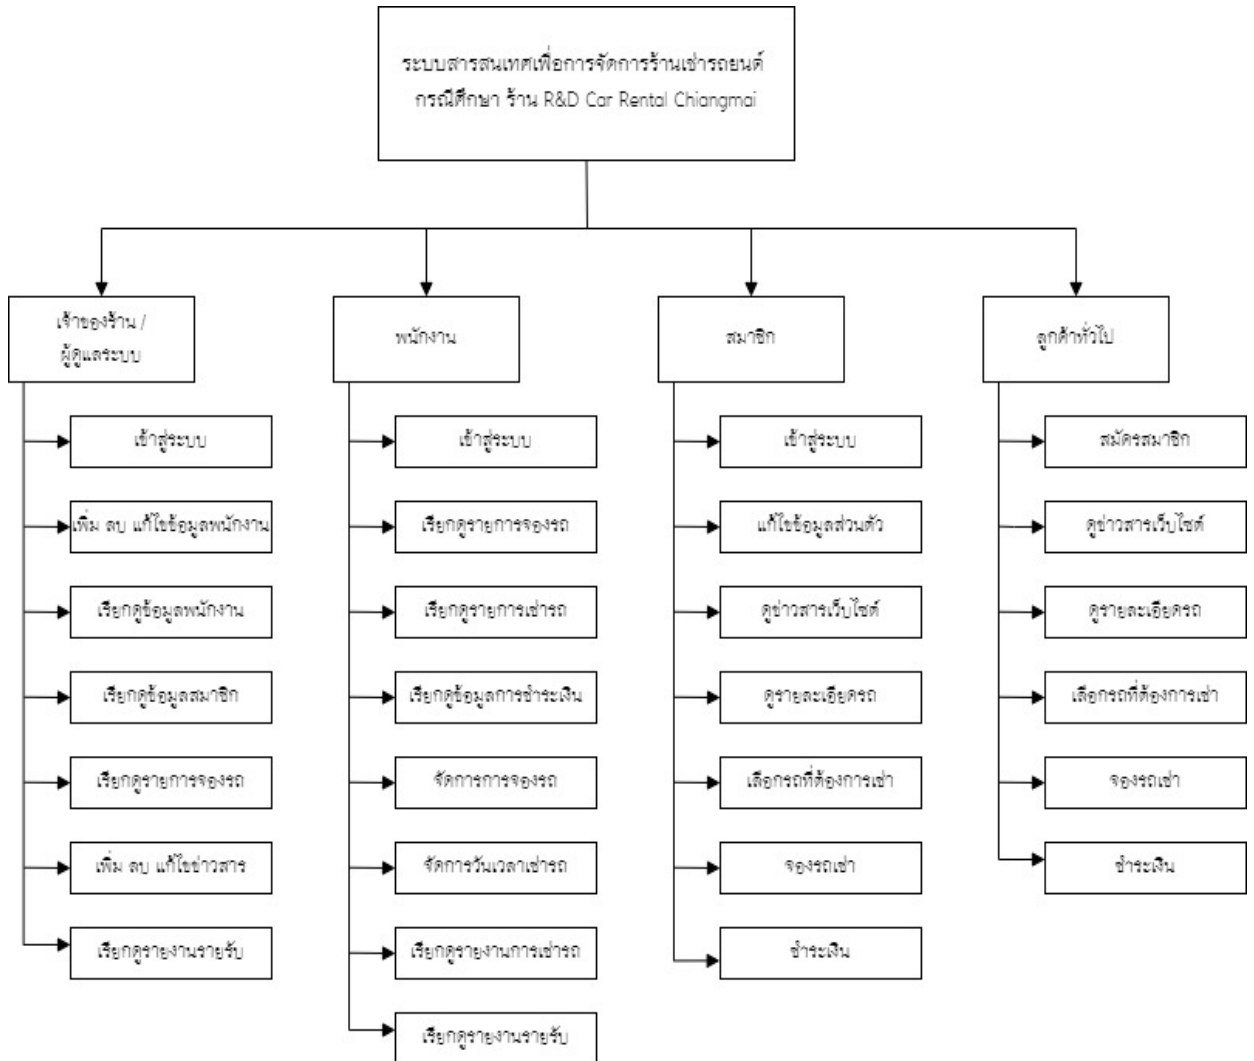 ระบบสารสนเทศเพื่อการจัดการร้านเช่ารถยนต์
กรณีศึกษา ร้าน R&D Car Rental Chiangmai
เจ้าของร้าน /
ผู้ดูแลระบบ
เข้าสู่ระบบ
เพิ่ม ลบ แก้ไขข้อมูลพนักงาน
เรียกดูข้อมูลพนักงาน
เรียกดูข้อมูลสมาชิก
เรียกดูรายการจองรถ
เพิ่ม ลบ แก้ไขข่าวสาร
เรียกดูรายงานรายรับ
พนักงาน
เข้าสู่ระบบ
เรียกดูรายการจองรถ
เรียกดูรายการเช่ารถ
เรียกดูข้อมูลการชำระเงิน
จัดการการจองรถ
จัดการวันเวลาเช่ารถ
เรียกดูรายงานการเช่ารถ
เรียกดูรายงานรายรับ
สมาชิก
เข้าสู่ระบบ
แก้ไขข้อมูลส่วนตัว
ดูข่าวสารเว็บไซต์
ดูรายละเอียดรถ
เลือกรถที่ต้องการเช่า
จองรถเช่า
ชำระเงิน
ลูกค้าทั่วไป
สมัครสมาชิก
ดูข่าวสารเว็บไซต์
ดูรายละเอียดรถ
เลือกรถที่ต้องการเช่า
จองรถเช่า
ชำระเงิน